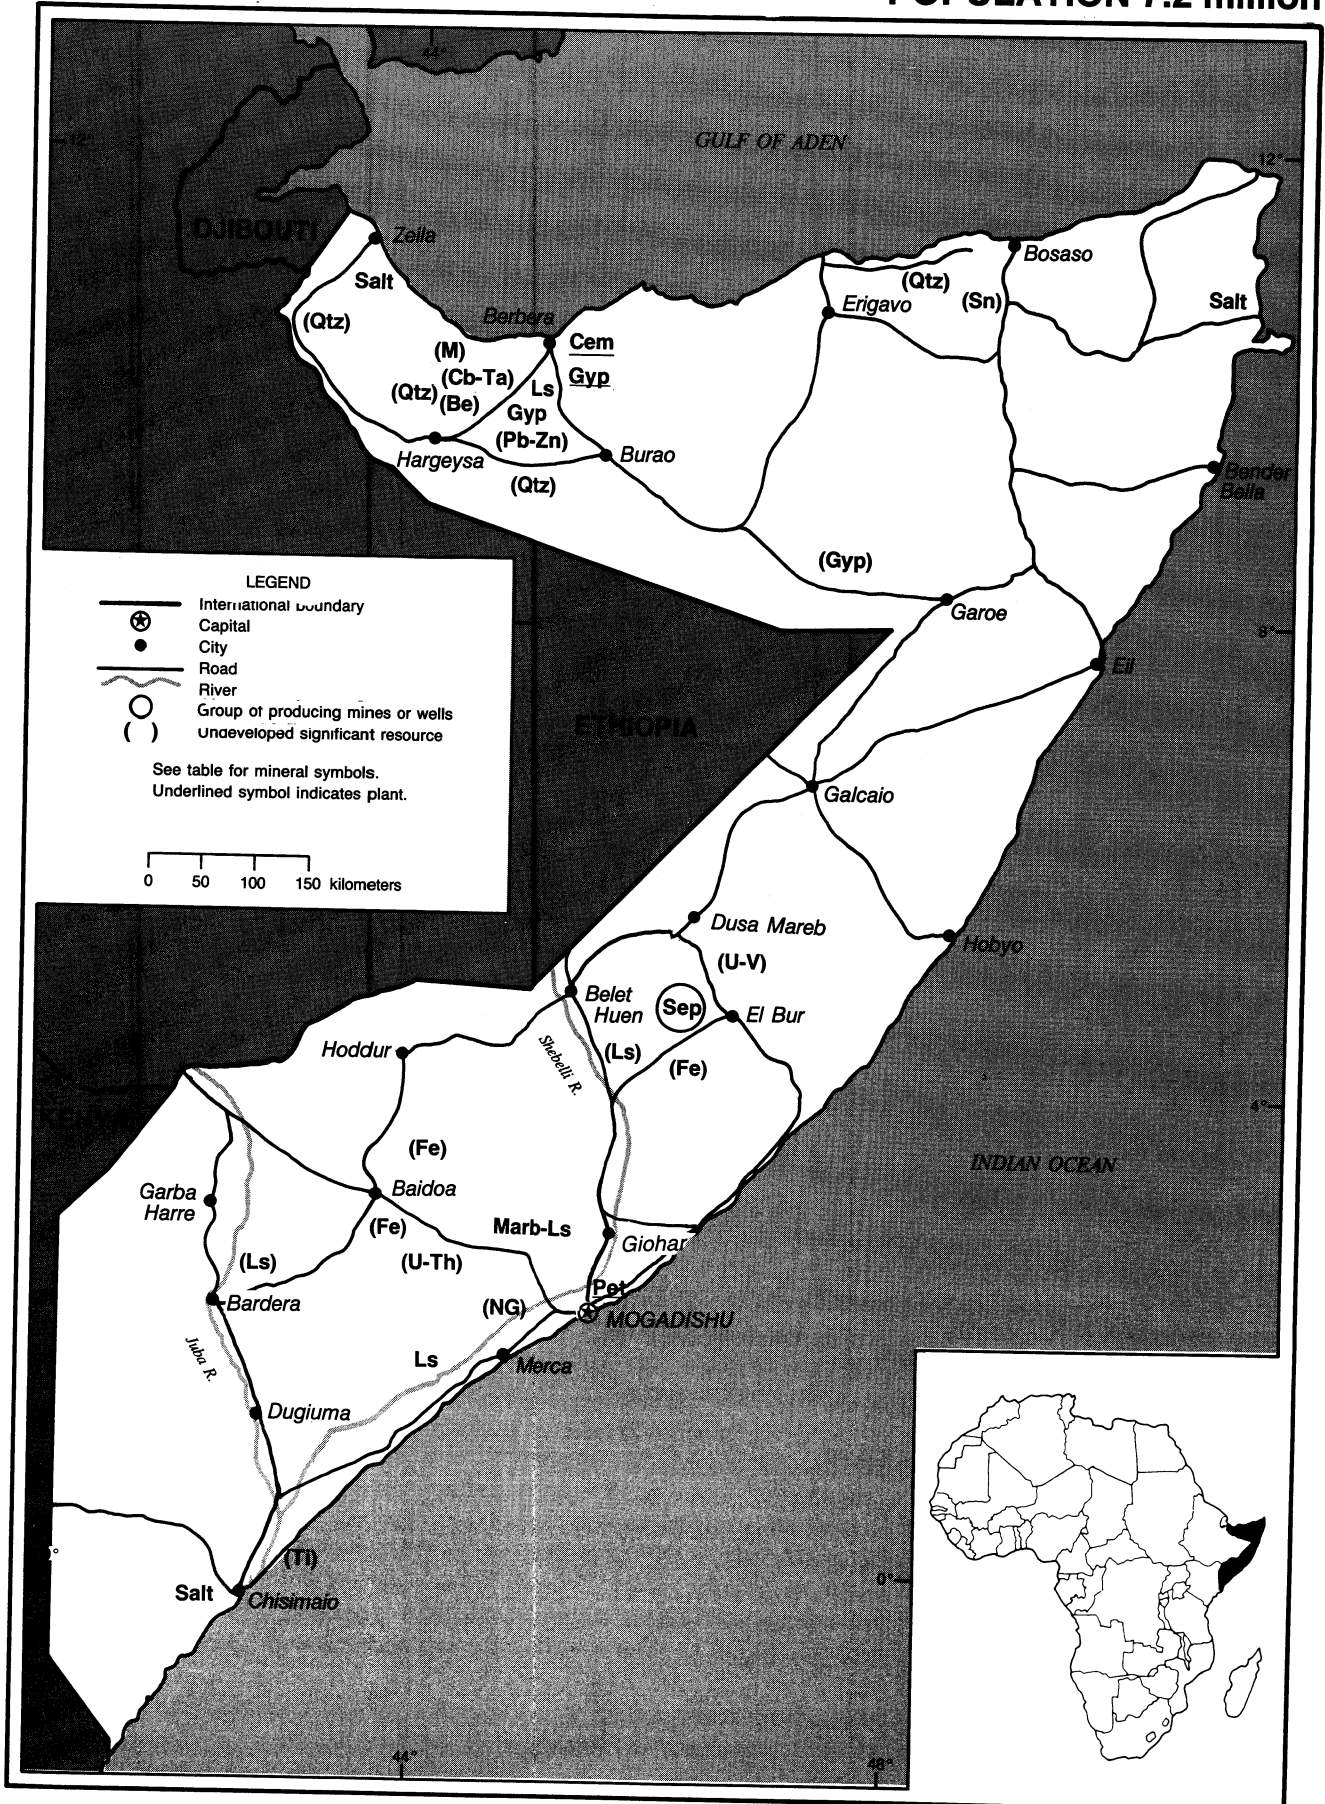 POPULATION 7.2 million
44°
12°
GULF OF ADEN
12°
DJIBOUTI
Zeila
Bosaso
Salt
(Qtz)
(Sn)
Salt
Erigavo
(Qtz)
Berbera
Cem
(M)
Gyp
(Cb-Ta)
(Qtz)
Ls
(Be)
Gyp
(Pb-Zn)
Hargeysa
Burao
(Qtz)
Bender
Beila
(Gyp)
Garoe
8°
Eil
LEGEND
International boundary
Capital
City
Road
River
Group of producing mines or wells
( ) Undeveloped significant resource
See table for mineral symbols.
Underlined symbol indicates plant.
0 50 100 150 kilometers
ETHIOPIA
Galcaio
Dusa Mareb
Hobyo
(U-V)
Belet
Huen
Sep
El Bur
Hoddur
Shebelli R.
(Ls)
(Fe)
KENYA
4°
(Fe)
INDIAN OCEAN
Garba
Harre
Baidoa
(Fe)
Marb-Ls
Giohar
(Ls)
(U-Th)
Pet
Bardera
(NG)
MOGADISHU
Juba R.
Ls
Merca
Dugiuma
(TI)
Salt
Chisimaio
0°
44°
48°